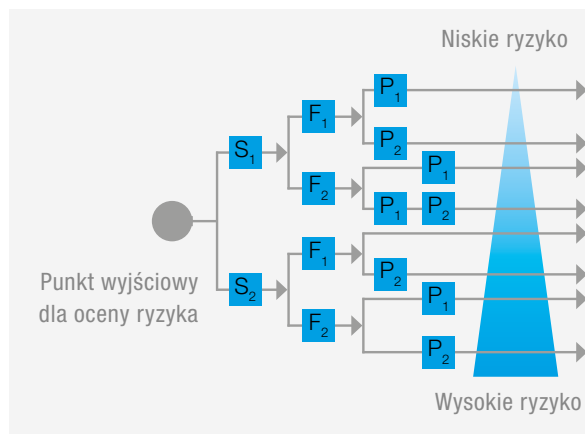 Niskie ryzyko
P1
F1
P2
S1
P1
F2
P1 P2
F1
P2
S2
P1
F2
P2
Punkt wyjściowy
dla oceny ryzyka
Wysokie ryzyko